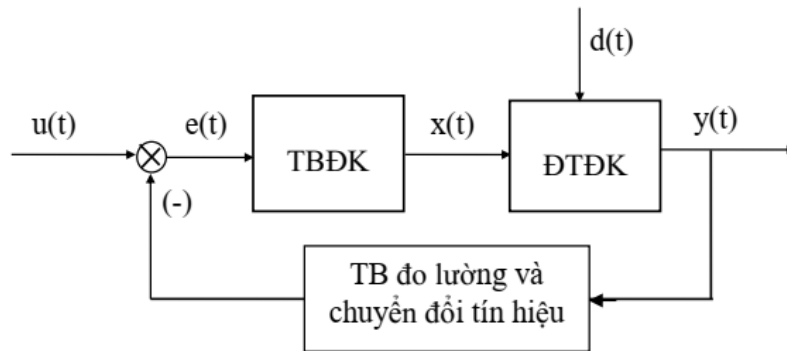 d(t)
u(t)
e(t)
x(t)
y(t)
TBĐK
ĐTĐK
(-)
TB đo lường và
chuyển đổi tín hiệu